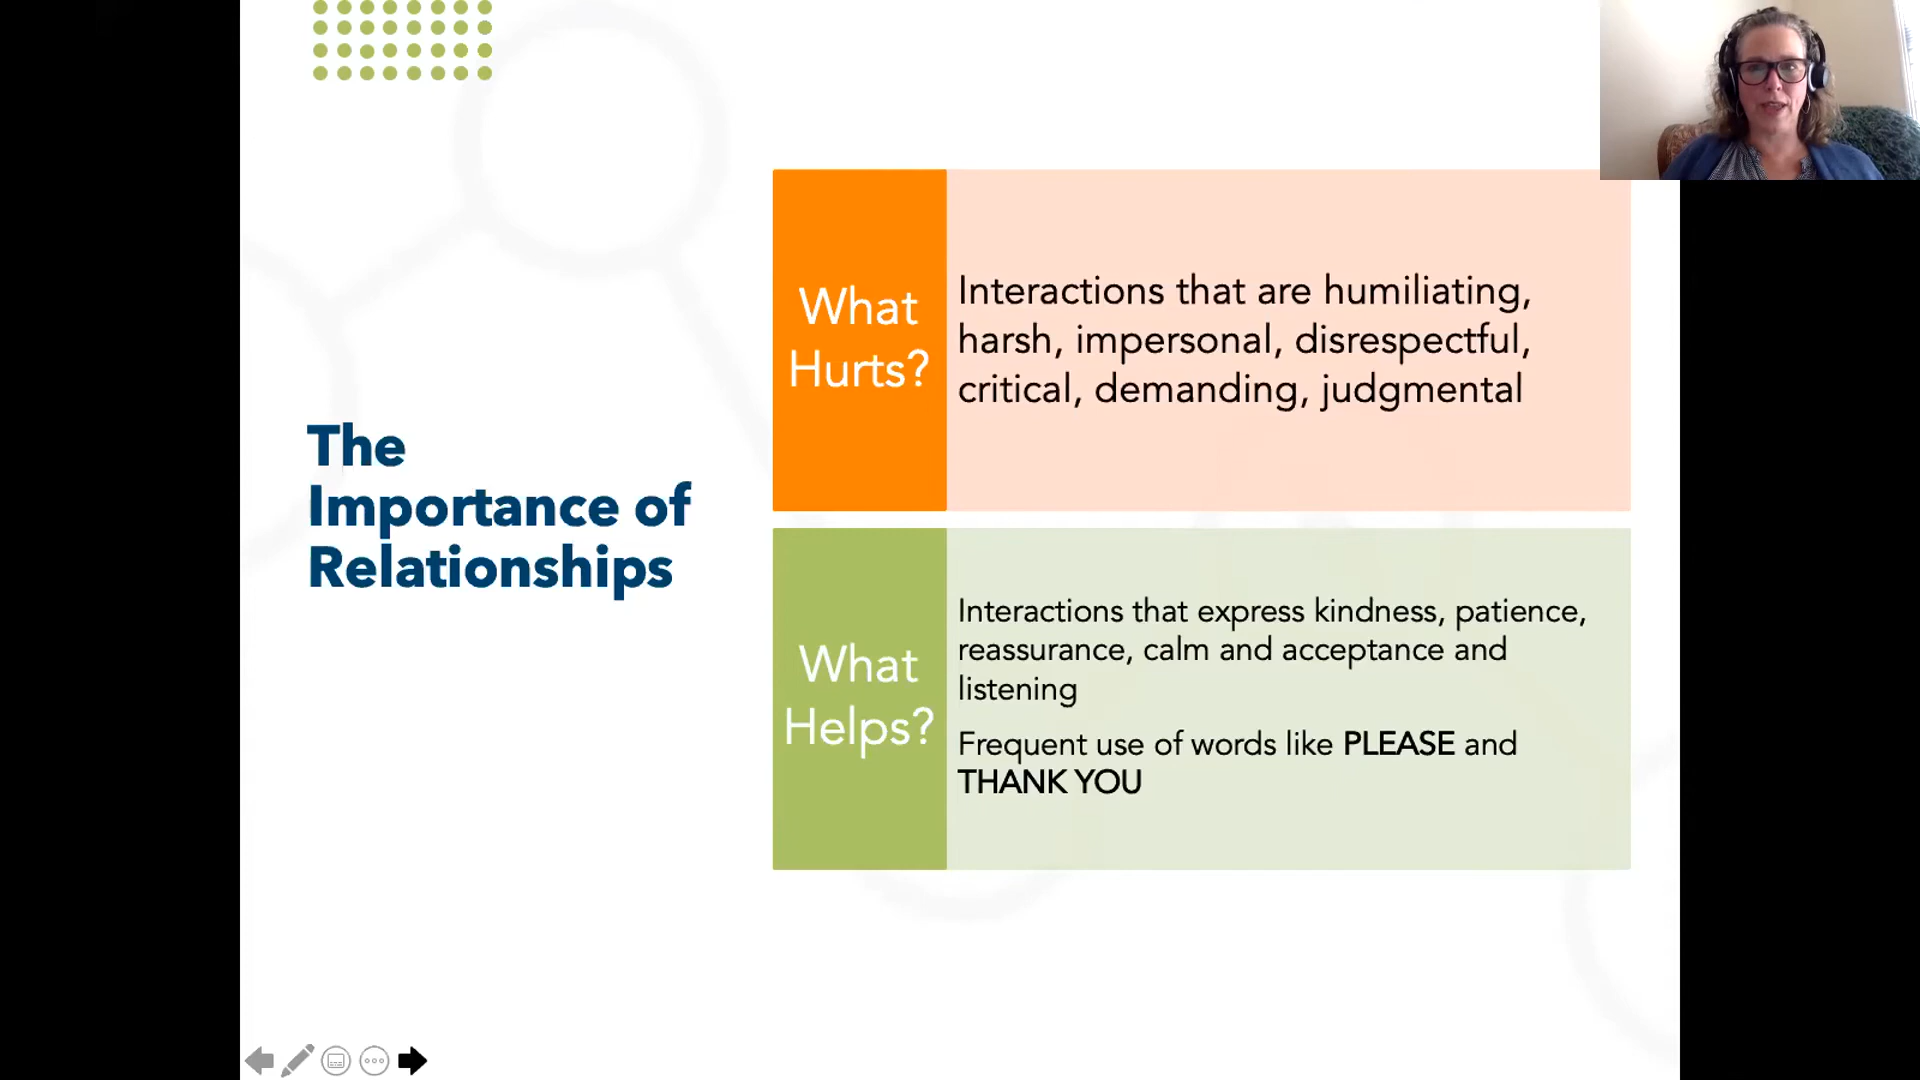 The
Importance of
Relationships
What
Hurts?
Interactions that are humiliating,
harsh, impersonal, disrespectful,
critical, demanding, judgmental
What
Helps?
Interactions that express kindness, patience,
reassurance, calm and acceptance and
listening
Frequent use of words like PLEASE and
THANK YOU